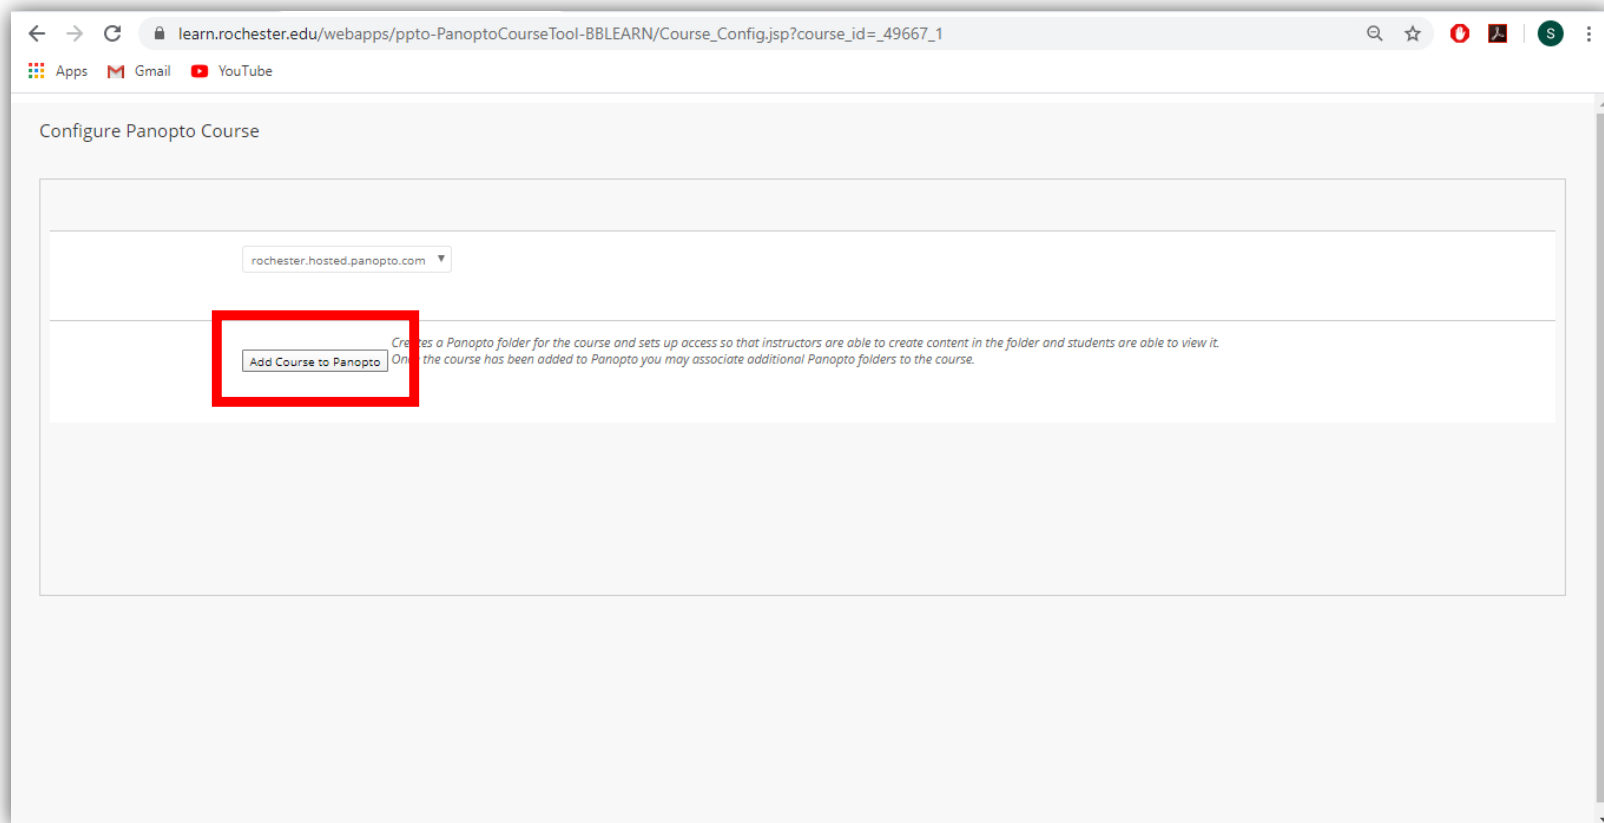 learn.rochester.edu/webapps/ppto-PanoptoCourseTool-BBLEARN/Course_Config.jsp?course_id=_49667_1
S
Apps Gmail YouTube
Configure Panopto Course
rochester.hosted.panopto.com
Creates a Panopto folder for the course and sets up access so that instructors are able to create content in the folder and students are able to view it.
Add Course to Panopto
Once the course has been added to Panopto you may associate additional Panopto folders to the course.